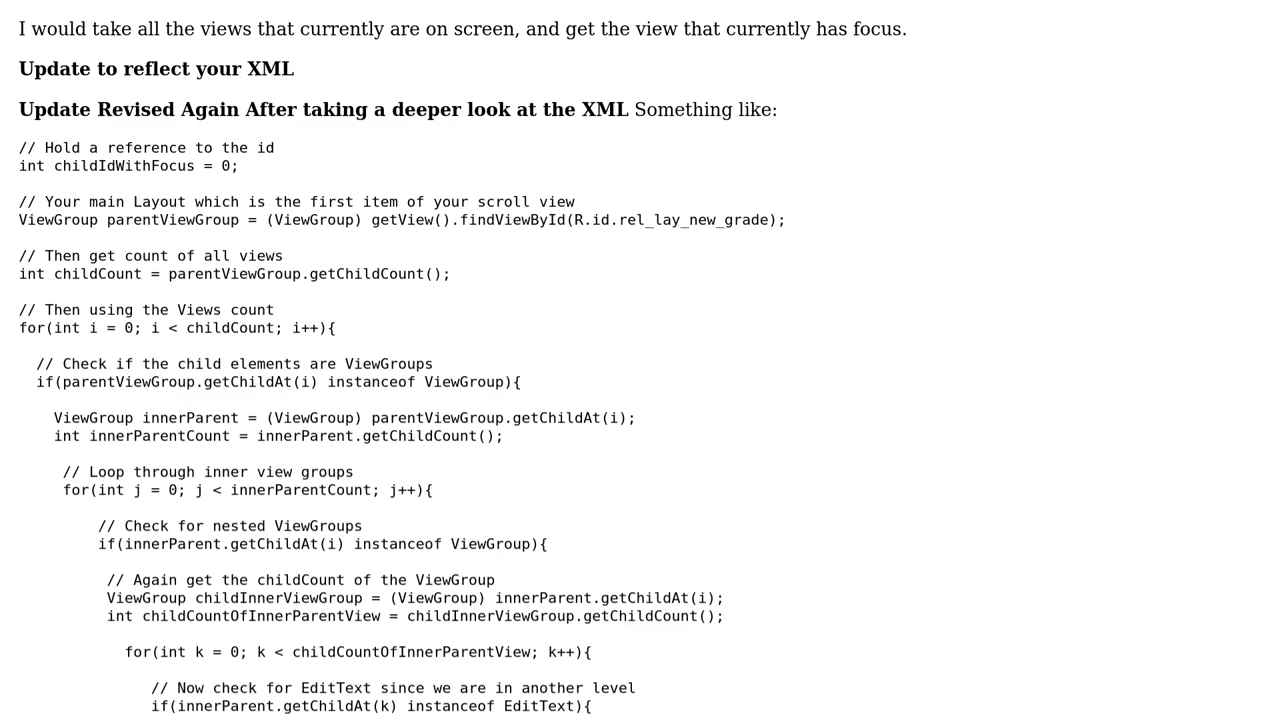 I would take all the views that currently are on screen, and get the view that currently has focus.
Update to reflect your XML
Update Revised Again After taking a deeper look at the XML Something like:
// Hold a reference to the id
int childIdWithFocus = 0;
// Your main Layout which is the first item of your scroll view
ViewGroup parentViewGroup = (ViewGroup) getView().findViewById(R.id.rel_lay_new_grade);
// Then get count of all views
int childCount = parentViewGroup.getChildCount();
// Then using the Views count
for(int i = 0; i < childCount; i++){
// Check if the child elements are ViewGroups
if(parentViewGroup.getChildAt(i) instanceof ViewGroup){
ViewGroup innerParent = (ViewGroup) parentViewGroup.getChildAt(i);
int innerParentCount = innerParent.getChildCount();
// Loop through inner view groups
for(int j = 0; j < innerParentCount; j++){
// Check for nested ViewGroups
if(innerParent.getChildAt(i) instanceof ViewGroup){
// Again get the childCount of the ViewGroup
ViewGroup childInnerViewGroup = (ViewGroup) innerParent.getChildAt(i);
int childCountOfInnerParentView = childInnerViewGroup.getChildCount();
for(int k = 0; k < childCountOfInnerParentView; k++){
// Now check for EditText since we are in another level
if(innerParent.getChildAt(k) instanceof EditText){